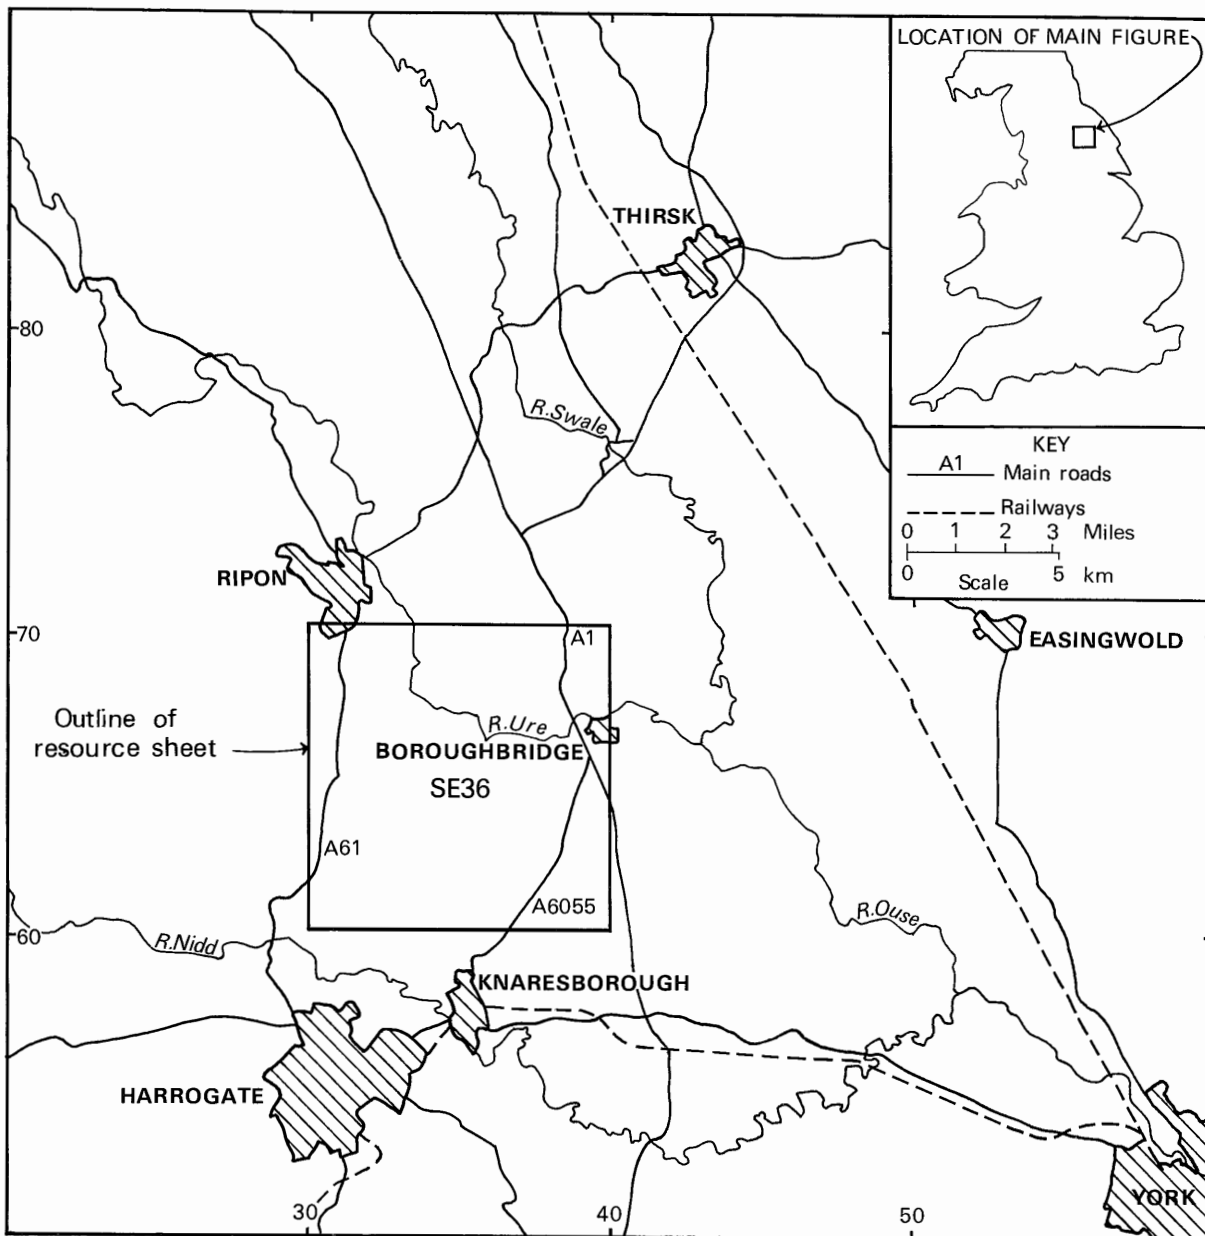 LOCATION OF MAIN FIGURE
THIRSK
80
R.Swale
KEY
A1 Main roads
Railways
0 1 2 3 Miles
0 5 km
Scale
RIPON
70
A1
EASINGWOLD
Outline of
resource sheet
R.Ure
BOROUGHBRIDGE
SE36
A61
A6055
R.Ouse
60
R.Nidd
KNARESBOROUGH
HARROGATE
YORK
30
40
50